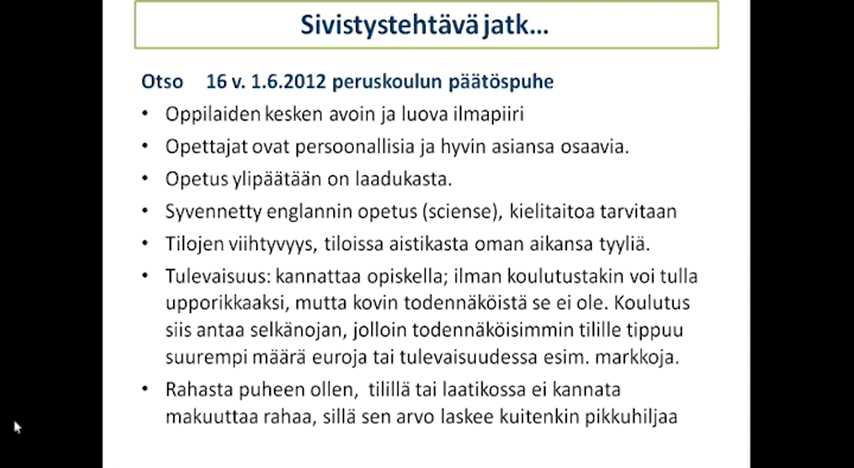 Sivistystehtävä jatk...
Otso 16 v. 1.6.2012 peruskoulun päätöspuhe
• Oppilaiden kesken avoin ja luova ilmapiiri
• Opettajat ovat persoonallisia ja hyvin asiansa osaavia.
• Opetus ylipäätään on laadukasta.
• Syvennetty englannin opetus (sciense), kielitaitoa tarvitaan
• Tilojen viihtyvyys, tiloissa aistikasta oman aikansa tyyliä.
• Tulevaisuus: kannattaa opiskella; ilman koulutustakin voi tulla
upporikkaaksi, mutta kovin todennäköistä se ei ole. Koulutus
siis antaa selkänojan, jolloin todennäköisimmin tilille tippuu
suurempi määrä euroja tai tulevaisuudessa esim. markkoja.
• Rahasta puheen ollen, tilillä tai laatikossa ei kannata
makuuttaa rahaa, sillä sen arvo laskee kuitenkin pikkuhiljaa